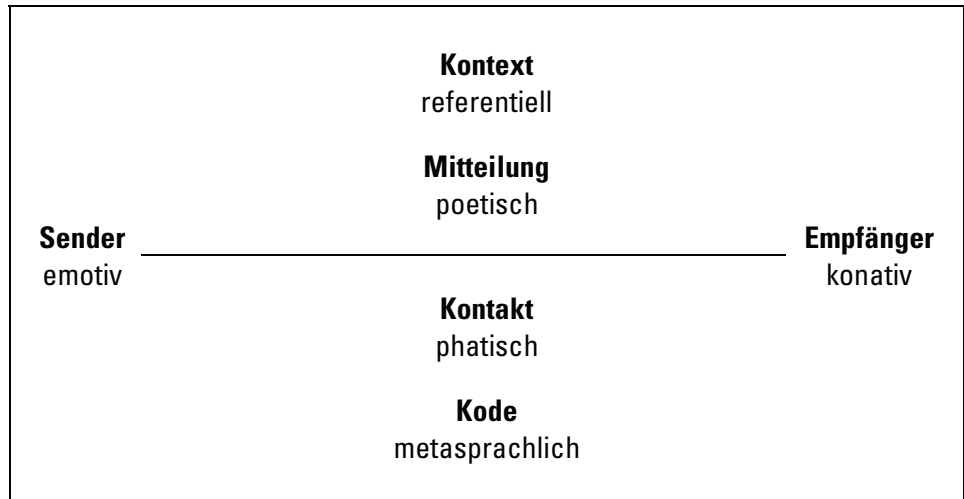 Kontext
referentiell
Mitteilung
poetisch
Sender
emotiv
Empfänger
konativ
Kontakt
phatisch
Kode
metasprachlich